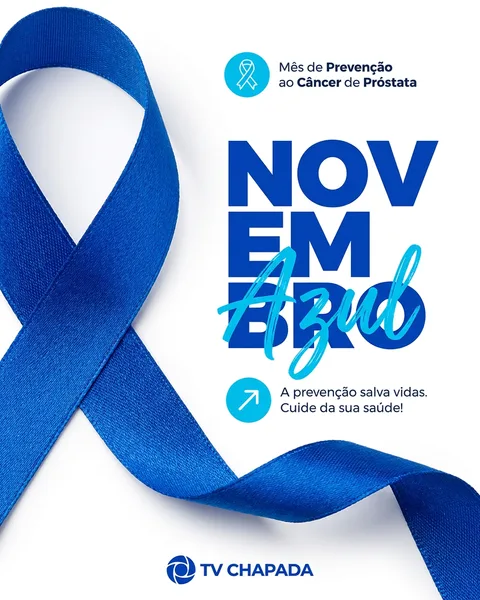 Mês de Prevenção
ao Câncer de Próstata
NOV
EM
BRO
Azul
A prevenção salva vidas.
Cuide da sua saúde!
TV CHAPADA